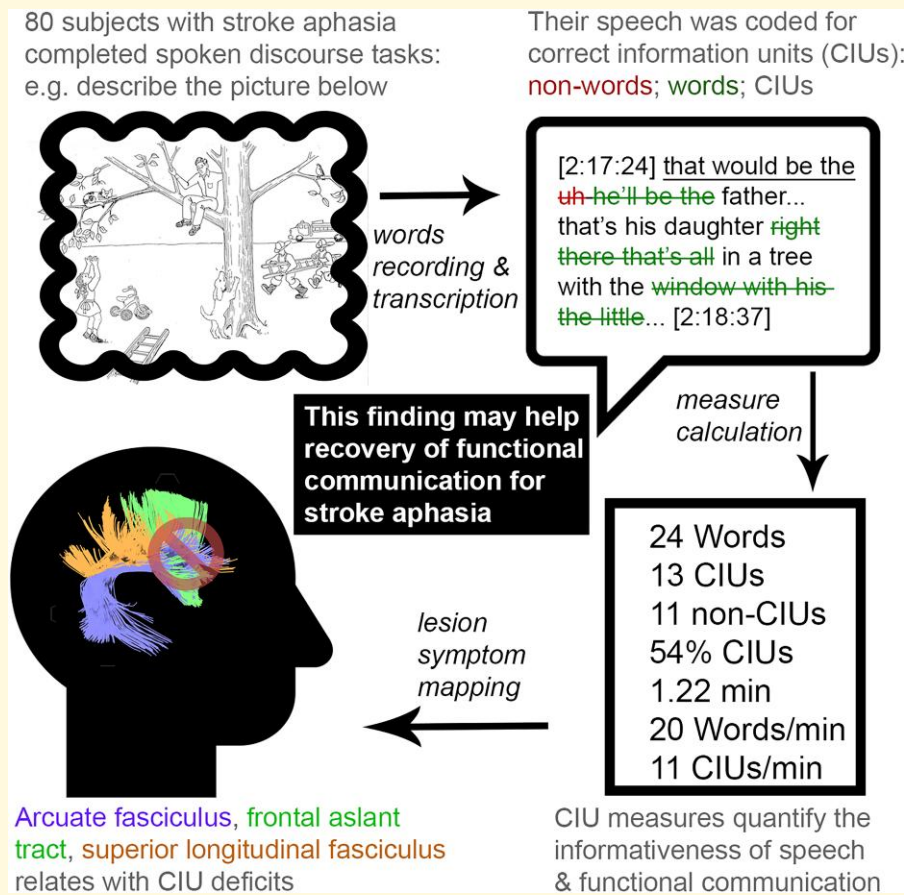 80 subjects with stroke aphasia
completed spoken discourse tasks:
e.g. describe the picture below
Their speech was coded for
correct information units (CIUs):
non-words; words; CIUs
words
recording &
transcription
[2:17:24] that would be the
uh he'll be the father...
that's his daughter right
there that's all in a tree
with the window with his
the little... [2:18:37]
measure
calculation
This finding may help
recovery of functional
communication for
stroke aphasia
24 Words
13 CIUs
11 non-CIUs
54% CIUs
1.22 min
20 Words/min
11 CIUs/min
lesion
symptom
mapping
Arcuate fasciculus, frontal aslant
tract, superior longitudinal fasciculus
relates with CIU deficits
CIU measures quantify the
informativeness of speech
& functional communication